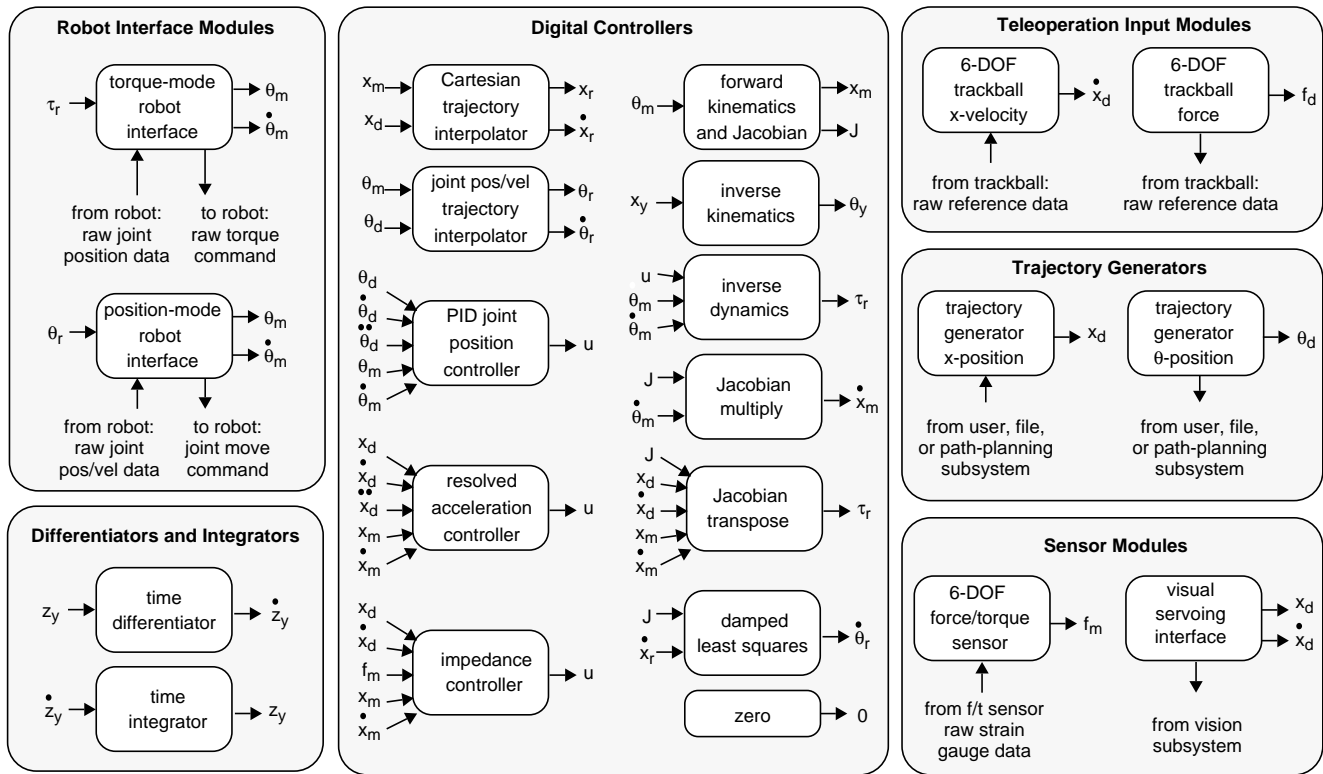 Robot Interface Modules
τr
torque-mode
robot
interface
θm
θ̇m
from robot:
raw joint
position data
to robot:
raw torque
command
θr
position-mode
robot
interface
θm
θ̇m
from robot:
raw joint
pos/vel data
to robot:
joint move
command
Differentiators and Integrators
zy
time
differentiator
ży
ży
time
integrator
zy
Digital Controllers
xm
xd
Cartesian
trajectory
interpolator
xr
ẋr
θm
θd
joint pos/vel
trajectory
interpolator
θr
θ̇r
θd
θ̇d
θ̈d
θm
θ̇m
PID joint
position
controller
u
xd
ẋd
ẍd
xm
ẋm
resolved
acceleration
controller
u
xd
ẋd
fm
xm
ẋm
impedance
controller
u
θm
forward
kinematics
and Jacobian
xm
J
xy
inverse
kinematics
θy
u
θ̇m
θ̇m
inverse
dynamics
τr
J
θ̇m
Jacobian
multiply
ẋm
J
xd
ẋd
xm
ẋm
Jacobian
transpose
τr
J
ẋr
damped
least squares
θ̇r
zero
0
Teleoperation Input Modules
6-DOF
trackball
x-velocity
ẋd
from trackball:
raw reference data
6-DOF
trackball
force
fd
from trackball:
raw reference data
Trajectory Generators
trajectory
generator
x-position
xd
from user, file,
or path-planning
subsystem
trajectory
generator
θ-position
θd
from user, file,
or path-planning
subsystem
Sensor Modules
6-DOF
force/torque
sensor
fm
from f/t sensor
raw strain
gauge data
visual
servoing
interface
xd
ẋd
from vision
subsystem